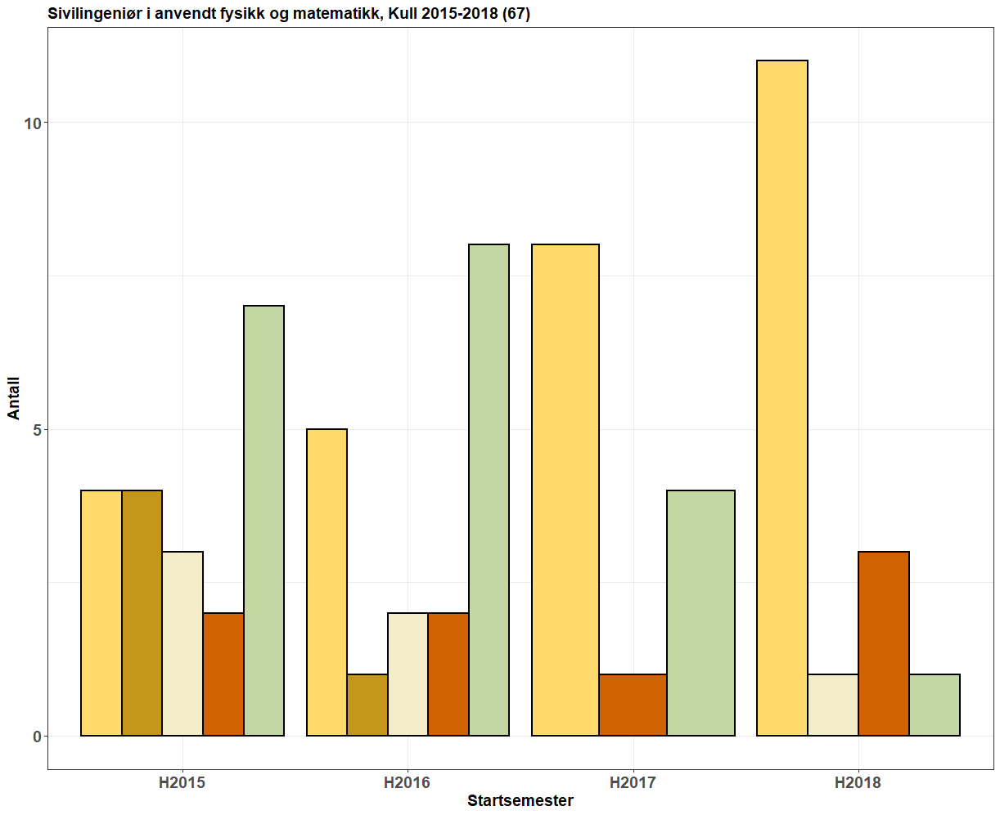 Sivilingeniør i anvendt fysikk og matematikk, Kull 2015-2018 (67)
Antall
10
5
0
H2015 H2016 H2017 H2018
Startsemester